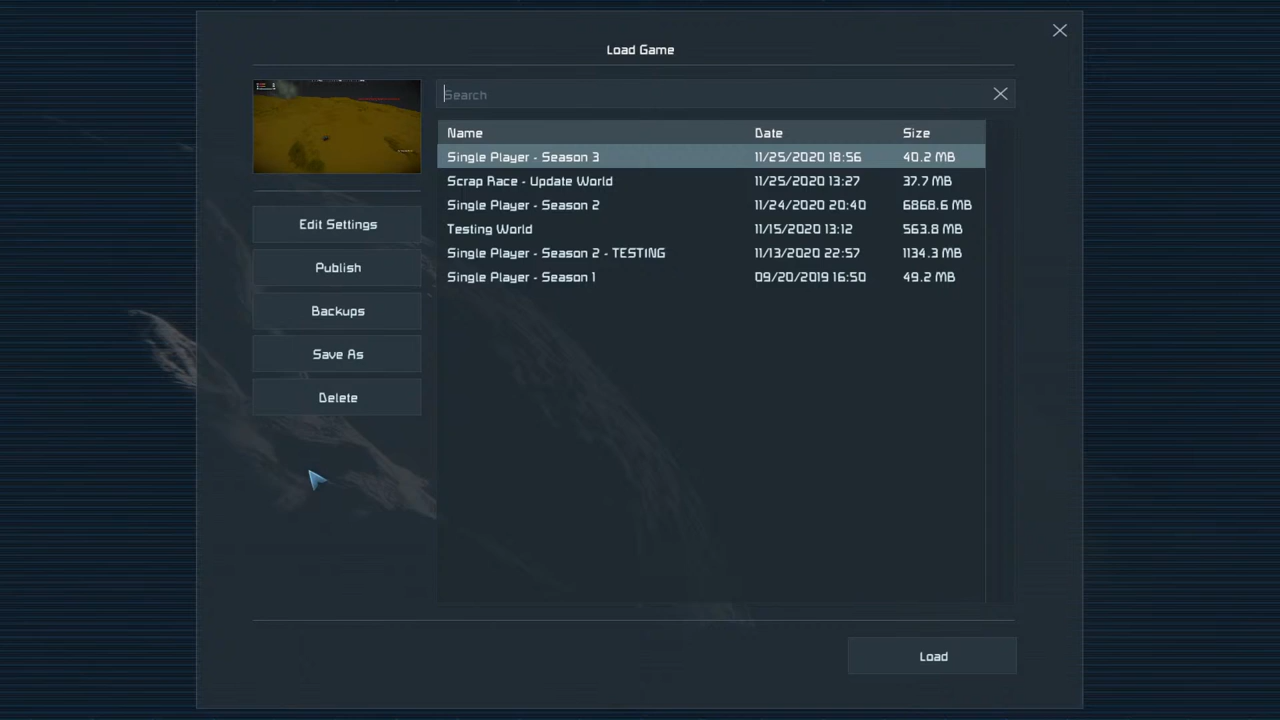 Load Game
Search
Name Date Size
Single Player - Season 3 11/25/2020 18:56 40.2 MB
Scrap Race - Update World 11/25/2020 13:27 37.7 MB
Single Player - Season 2 11/24/2020 20:40 6868.6 MB
Testing World 11/15/2020 13:12 563.8 MB
Single Player - Season 2 - TESTING 11/13/2020 22:57 1134.3 MB
Single Player - Season 1 09/20/2019 16:50 49.2 MB
Edit Settings
Publish
Backups
Save As
Delete
Load